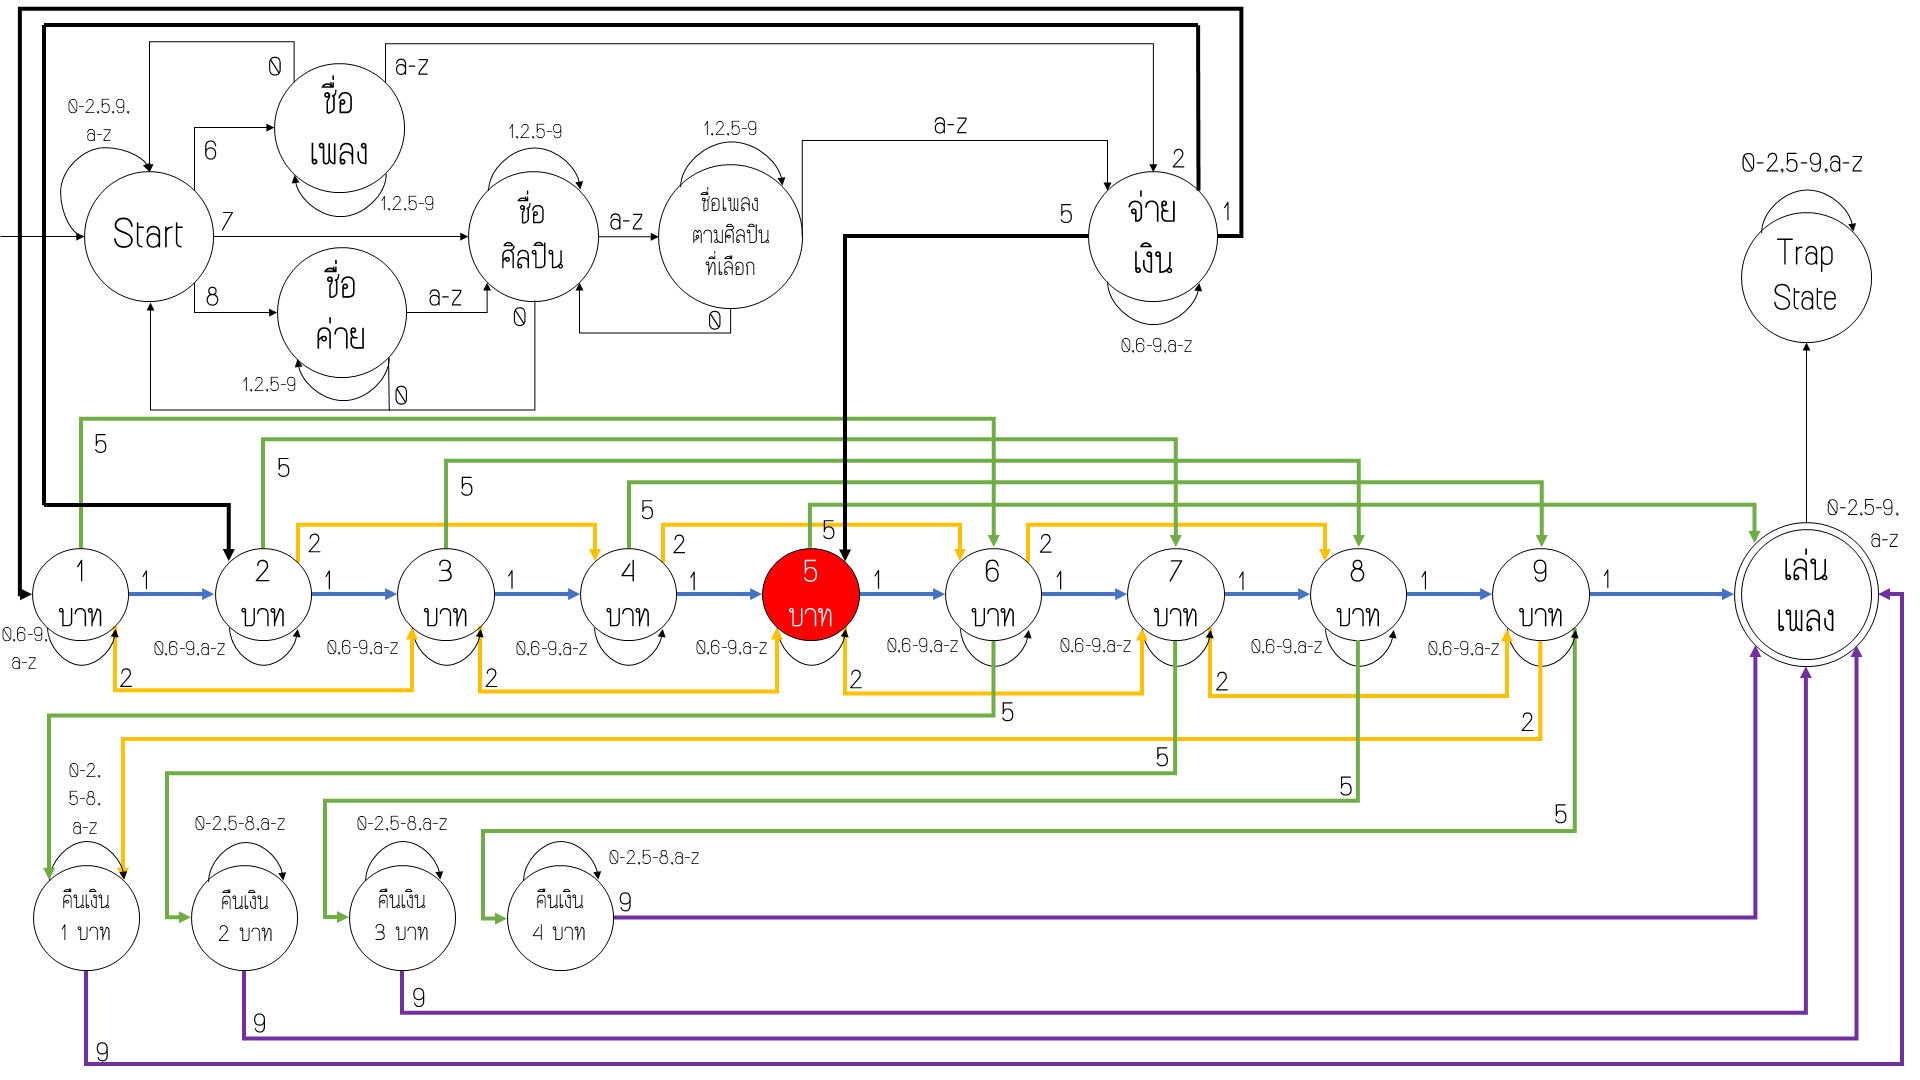 0
a-z
ชื่อ
เพลง
0-2,5,9,
a-z
6
1,2,5-9
Start
7
8
ชื่อ
ค่าย
a-z
1,2,5-9
0
1,2,5-9
ชื่อ
ศิลปิน
a-z
0
1,2,5-9
ชื่อเพลง
ตามศิลปิน
ที่เลือก
0
a-z
2
5
จ่าย
เงิน
1
0,6-9,a-z
0-2,5-9,a-z
Trap
State
5
5
5
5
5
0-2,5-9,
a-z
2
2
2
1
บาท
1
2
บาท
1
3
บาท
1
4
บาท
1
5
บาท
1
6
บาท
1
7
บาท
1
8
บาท
1
9
บาท
1
เล่น
เพลง
0,6-9,
a-z
0,6-9,a-z
0,6-9,a-z
0,6-9,a-z
0,6-9,a-z
0,6-9,a-z
0,6-9,a-z
0,6-9,a-z
0,6-9,a-z
2
2
2
2
5
2
5
5
5
0-2,
5-8,
a-z
0-2,5-8,a-z
0-2,5-8,a-z
0-2,5-8,a-z
คืนเงิน
1 บาท
คืนเงิน
2 บาท
คืนเงิน
3 บาท
คืนเงิน
4 บาท
9
9
9
9